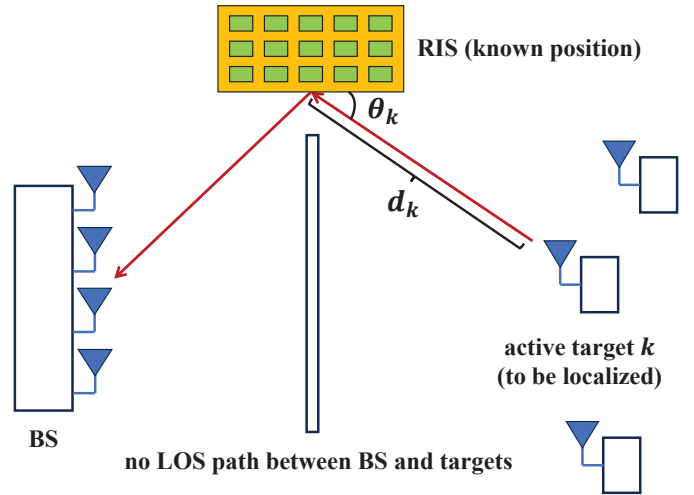 RIS (known position)
θₖ
dₖ
active target k
(to be localized)
BS
no LOS path between BS and targets